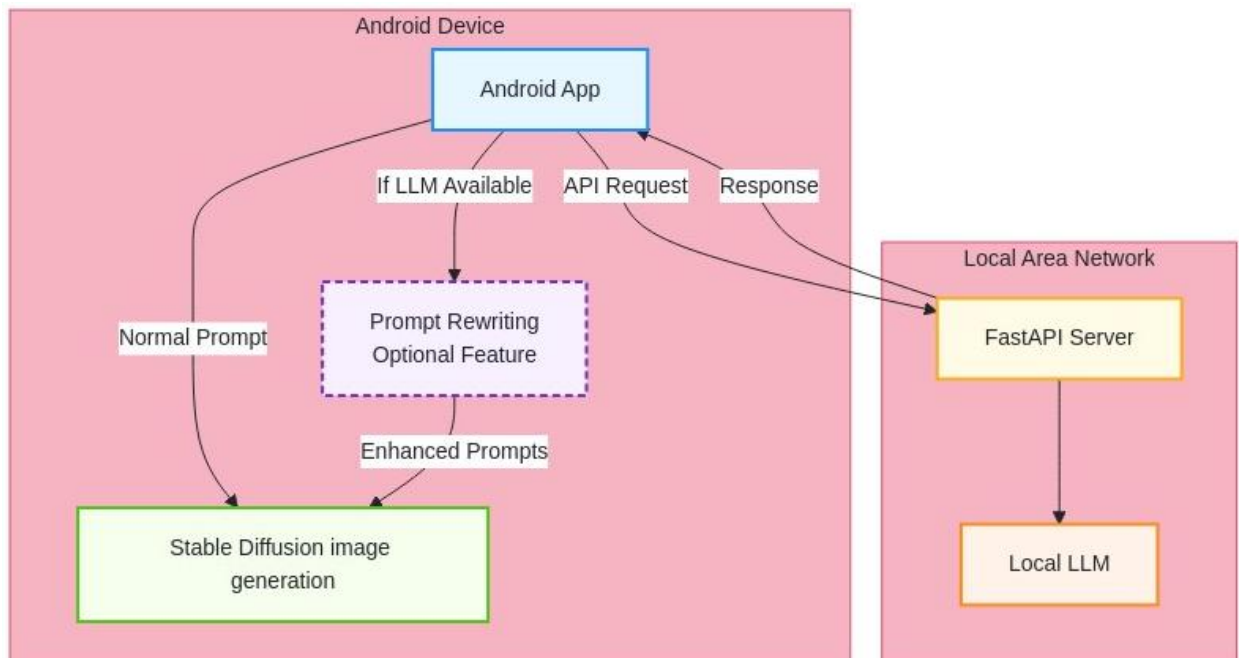 Android Device
Android App
If LLM Available
API Request
Response
Local Area Network
Prompt Rewriting
Optional Feature
FastAPI Server
Normal Prompt
Enhanced Prompts
Stable Diffusion image
generation
Local LLM